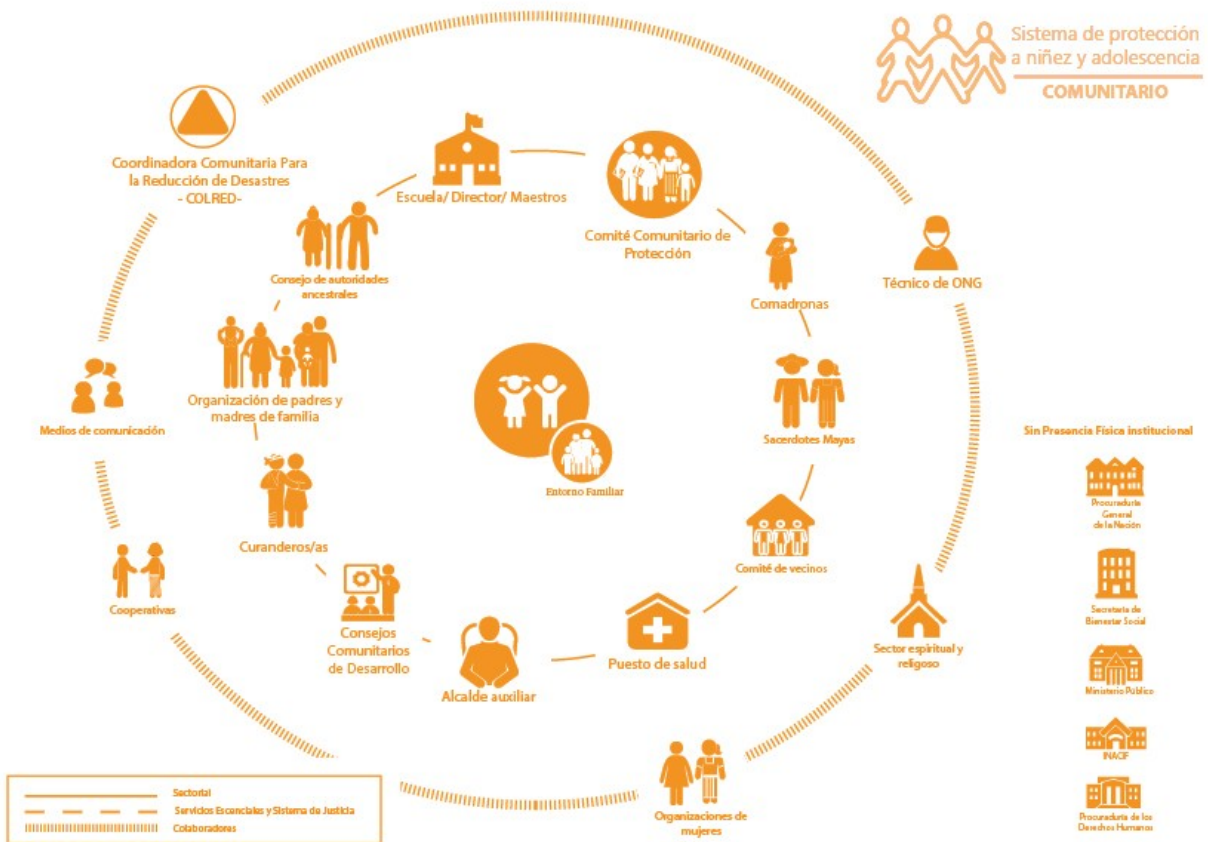 Sistema de protección
a niñez y adolescencia
COMUNITARIO
Coordinadora Comunitaria Para
la Reducción de Desastres
- COLRED-
Escuela/ Director/ Maestros
Comité Comunitario de
Protección
Consejo de autoridades
ancestrales
Comadronas
Técnico de ONG
Organización de padres y
madres de familia
Medios de comunicación
Sacerdotes Mayas
Entorno Familiar
Sin Presencia Física institucional
Procuraduría
General
de la Nación
Curanderos/as
Comité de vecinos
Cooperativas
Secretaría de
Bienestar Social
Consejos
Comunitarios
de Desarrollo
Puesto de salud
Sector espiritual y
religoso
Alcalde auxiliar
Ministerio Público
INACIF
Organizaciones de
mujeres
Procuraduría de los
Derechos Humanos
Sectorial
Servicios Escenciales y Sistema de Justicia
Colaboradores